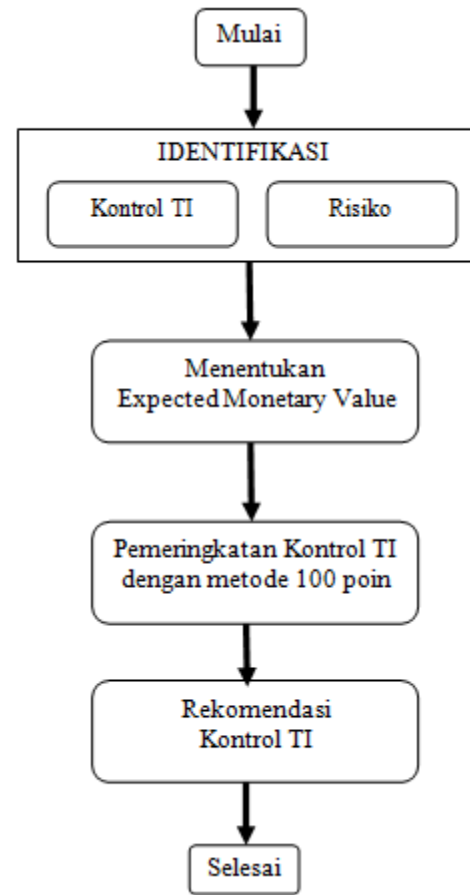 Mulai
IDENTIFIKASI
Kontrol TI
Risiko
Menentukan
Expected Monetary Value
Pemeringkatan Kontrol TI
dengan metode 100 poin
Rekomendasi
Kontrol TI
Selesai